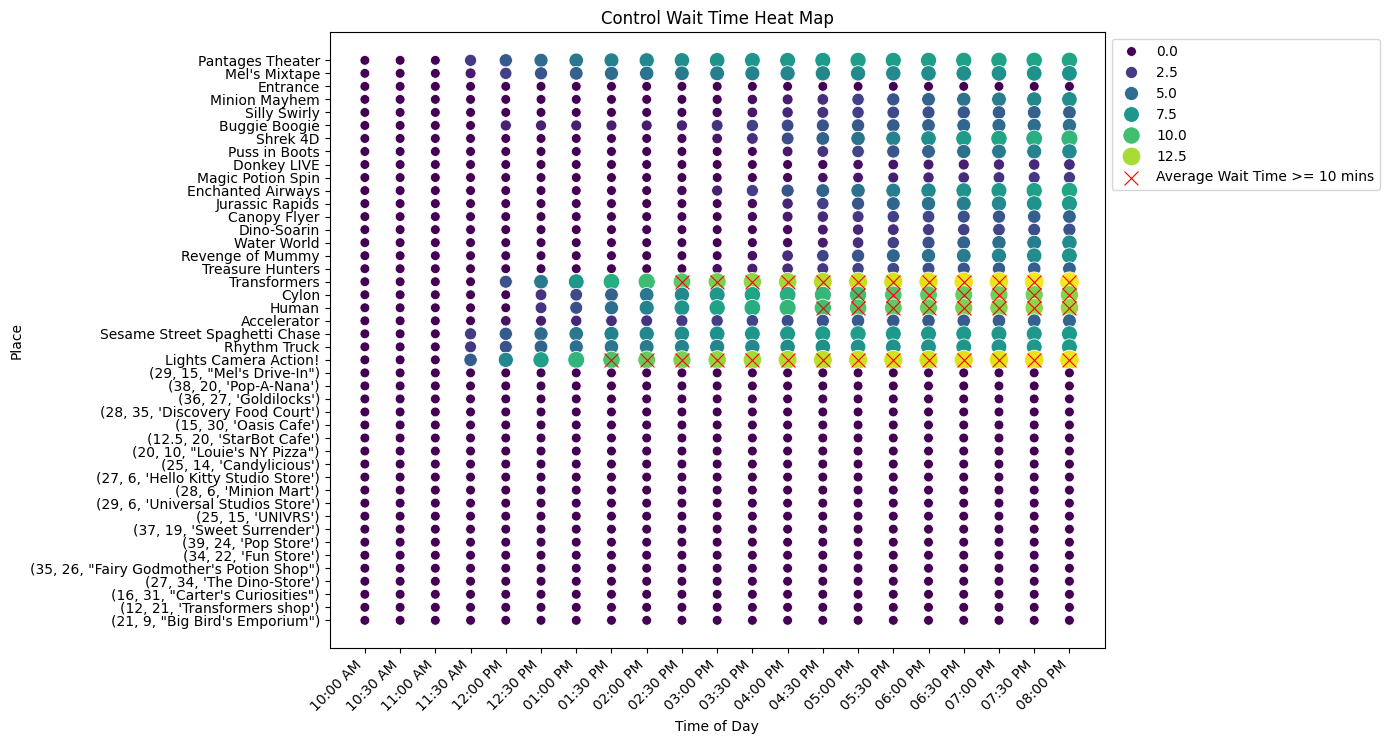 Control Wait Time Heat Map
Place
Pantages Theater
Mel's Mixtape
Entrance
Minion Mayhem
Silly Swirly
Buggie Boogie
Shrek 4D
Puss in Boots
Donkey LIVE
Magic Potion Spin
Enchanted Airways
Jurassic Rapids
Canopy Flyer
Dino-Soarin
Water World
Revenge of Mummy
Treasure Hunters
Transformers
Cylon
Human
Accelerator
Sesame Street Spaghetti Chase
Rhythm Truck
Lights Camera Action!
(29, 15, "Mel's Drive-In")
(38, 20, 'Pop-A-Nana')
(36, 27, 'Goldilocks')
(28, 35, 'Discovery Food Court')
(15, 30, 'Oasis Cafe')
(12.5, 20, 'StarBot Cafe')
(20, 10, "Louie's NY Pizza")
(25, 14, 'Candylicious')
(27, 6, 'Hello Kitty Studio Store')
(28, 6, 'Minion Mart')
(29, 6, 'Universal Studios Store')
(25, 15, 'UNIVRS')
(37, 19, 'Sweet Surrender')
(39, 24, 'Pop Store')
(34, 22, 'Fun Store')
(35, 26, "Fairy Godmother's Potion Shop")
(27, 34, 'The Dino-Store')
(16, 31, "Carter's Curiosities")
(12, 21, 'Transformers shop')
(21, 9, "Big Bird's Emporium")
10:00 AM
10:30 AM
11:00 AM
11:30 AM
12:00 PM
12:30 PM
01:00 PM
01:30 PM
02:00 PM
02:30 PM
03:00 PM
03:30 PM
04:00 PM
04:30 PM
05:00 PM
05:30 PM
06:00 PM
06:30 PM
07:00 PM
07:30 PM
08:00 PM
Time of Day
0.0
2.5
5.0
7.5
10.0
12.5
Average Wait Time >= 10 mins